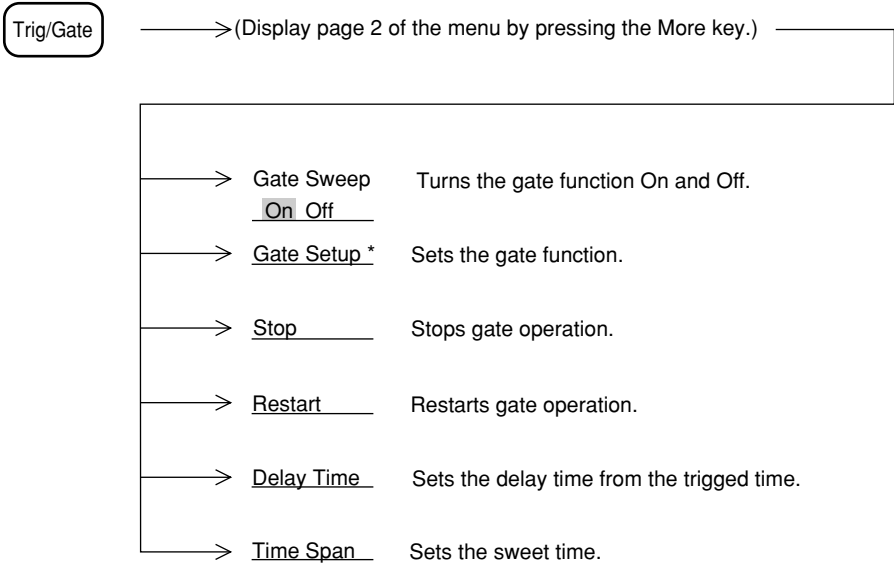 Trig/Gate (Display page 2 of the menu by pressing the More key.)
Gate Sweep Turns the gate function On and Off.
On Off
Gate Setup * Sets the gate function.
Stop Stops gate operation.
Restart Restarts gate operation.
Delay Time Sets the delay time from the trigged time.
Time Span Sets the sweet time.